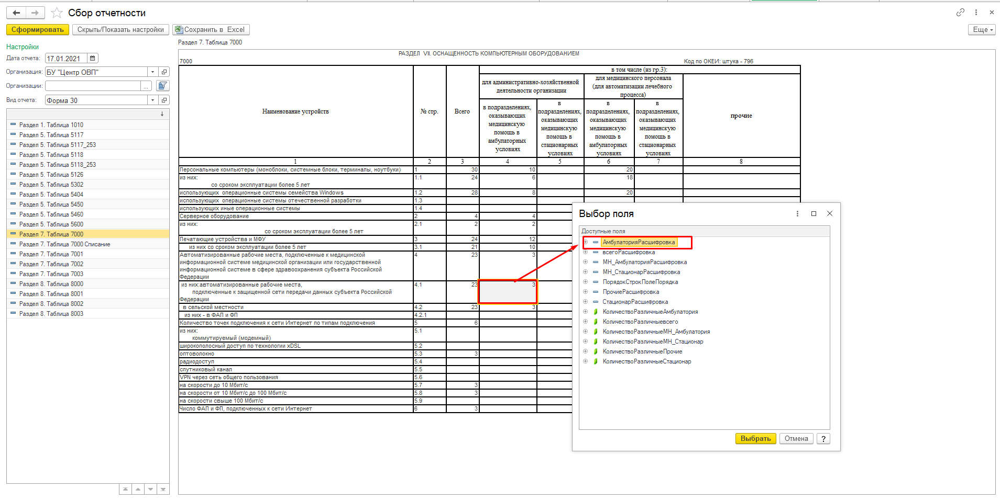 Сбор отчетности
Сформировать
Скрыть/Показать настройки
Сохранить в Excel
Еще
Настройки
Дата отчета: 17.01.2021
Организация: БУ "Центр ОВП"
Организации: ...
Вид отчета: Форма 30
Раздел 1. Таблица 1010
Раздел 5. Таблица 5117
Раздел 5. Таблица 5117_253
Раздел 5. Таблица 5118
Раздел 5. Таблица 5118_253
Раздел 5. Таблица 5126
Раздел 5. Таблица 5302
Раздел 5. Таблица 5404
Раздел 5. Таблица 5450
Раздел 5. Таблица 5460
Раздел 5. Таблица 5600
Раздел 7. Таблица 7000
Раздел 7. Таблица 7000 Списание
Раздел 7. Таблица 7001
Раздел 7. Таблица 7002
Раздел 7. Таблица 7003
Раздел 8. Таблица 8000
Раздел 8. Таблица 8001
Раздел 8. Таблица 8002
Раздел 8. Таблица 8003
Раздел 7. Таблица 7000
РАЗДЕЛ VII. ОСНАЩЕННОСТЬ КОМПЬЮТЕРНЫМ ОБОРУДОВАНИЕМ
7000
Код по ОКЕИ: штука - 796
Наименование устройств
№ стр.
Всего
в том числе (из гр.3):
для административно-хозяйственной
деятельности организации
для медицинского персонала
(для автоматизации лечебного
процесса)
прочие
в подразделениях,
оказывающих
медицинскую
помощь в
амбулаторных
условиях
в
подразделениях,
оказывающих
медицинскую
помощь в
стационарных
условиях
в
подразделениях,
оказывающих
медицинскую
помощь в
амбулаторных
условиях
в
подразделениях,
оказывающих
медицинскую
помощь в
стационарных
условиях
1 2 3 4 5 6 7 8
Персональные компьютеры (моноблоки, системные блоки, терминалы, ноутбуки) 1 30 10 20
из них: 1.1 24 6 18
со сроком эксплуатации более 5 лет
использующих операционные системы семейства Windows 1.2 28 8 20
использующих операционные системы отечественной разработки 1.3
использующих иные операционные системы 1.4
Серверное оборудование 2 4 4
из них: 2.1 2 2
со сроком эксплуатации более 5 лет
Печатающие устройства и МФУ 3 24 12
из них со сроком эксплуатации более 5 лет 3.1 21 10
Автоматизированные рабочие места, подключенные к медицинской 4 23 3
информационной системе медицинской организации или государственной
информационной системе в сфере здравоохранения субъекта Российской
Федерации
из них:автоматизированные рабочие места, 4.1 23 3
подключенные к защищенной сети передачи данных субъекта Российской
Федерации
в сельской местности 4.2 23 3
из них - в ФАП и ФП 4.2.1
Количество точек подключения к сети Интернет по типам подключения 5 6
из них: 5.1
коммутируемый (модемный)
широкополосный доступ по технологии xDSL 5.2
оптоволокно 5.3 3
радиодоступ 5.4
спутниковый канал 5.5
VPN через сеть общего пользования 5.6
на скорости до 10 Мбит/с 5.7 3
на скорости от 10 Мбит/с до 100 Мбит/с 5.8 3
на скорости свыше 100 Мбит/с 5.9
Число ФАП и ФП, подключенных к сети Интернет 6 3
Выбор поля
Доступные поля
АмбулаторияРасшифровка
всегоРасшифровка
МН_АмбулаторияРасшифровка
МН_СтационарРасшифровка
ПорядокСтрокПолеПорядка
ПрочиеРасшифровка
СтационарРасшифровка
КоличествоРазличныеАмбулатория
КоличествоРазличныевсего
КоличествоРазличныеМН_Амбулатория
КоличествоРазличныеМН_Стационар
КоличествоРазличныеПрочие
КоличествоРазличныеСтационар
Выбрать
Отмена
?